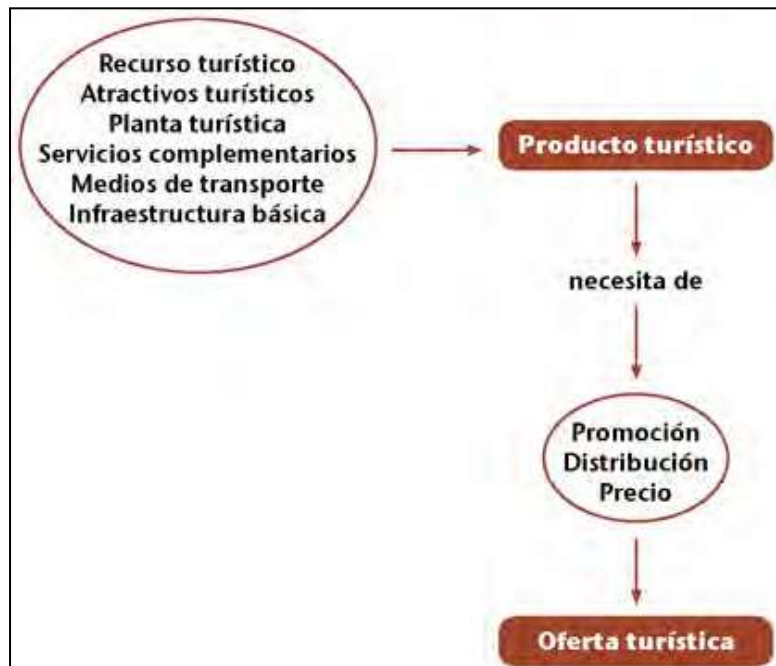 Recurso turístico
Atractivos turísticos
Planta turística
Servicios complementarios
Medios de transporte
Infraestructura básica
Producto turístico
necesita de
Promoción
Distribución
Precio
Oferta turística